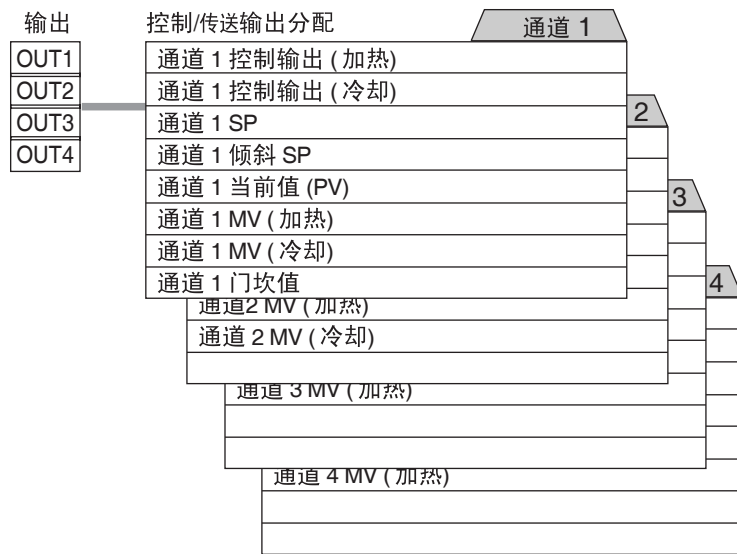 输出
控制/传送输出分配
通道 1
OUT1
OUT2
OUT3
OUT4
通道 1 控制输出 ( 加热)
通道 1 控制输出 ( 冷却)
通道 1 SP
通道 1 倾斜 SP
通道 1 当前值 (PV)
通道 1 MV ( 加热)
通道 1 MV ( 冷却)
通道 1 门坎值
2
通道2 MV ( 加热)
通道 2 MV ( 冷却)
3
通道 3 MV ( 加热)
4
通道 4 MV ( 加热)